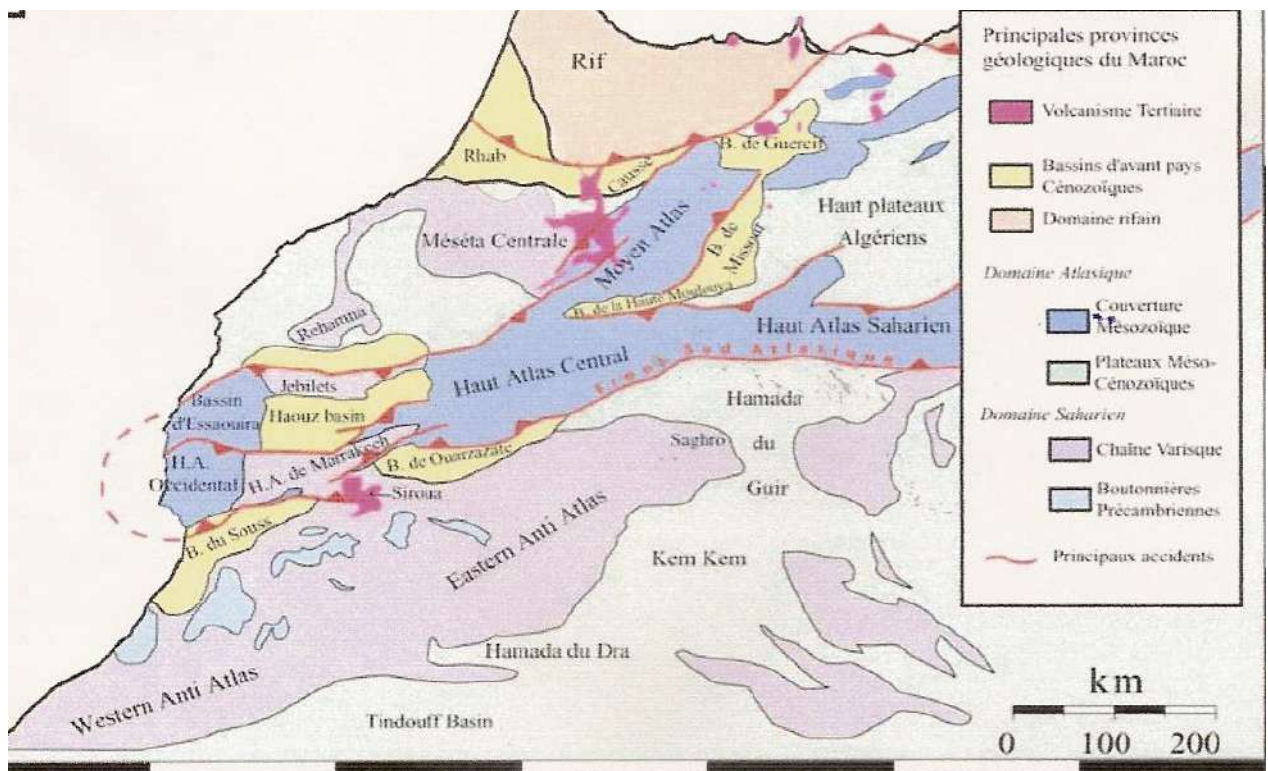 Rif
Rhab
Causse
B. de Guercif
Méséta Centrale
Moyen Atlas
B. de
Missour
Haut plateaux
Algériens
B. de la Haute Moulouya
Rehamna
Haut Atlas Saharien
Haut Atlas Central
Front Sud Atlasique
Jebilets
Bassin
d'Essaouira
Haouz basin
Hamada
du
Guir
H.A.
Occidental
H.A. de Marrakech
B. de Ouarzazate
Saghro
Siroua
B. du Souss
Eastern Anti Atlas
Kem Kem
Hamada du Dra
Western Anti Atlas
Tindouff Basin
Principales provinces
géologiques du Maroc
Volcanisme Tertiaire
Bassins d'avant pays
Cénozoïques
Domaine rifain
Domaine Atlasique
Couverture
Mésozoïque
Plateaux Méso-
Cénozoïques
Domaine Saharien
Chaîne Varisque
Boutonnières
Précambriennes
Principaux accidents
km
0 100 200